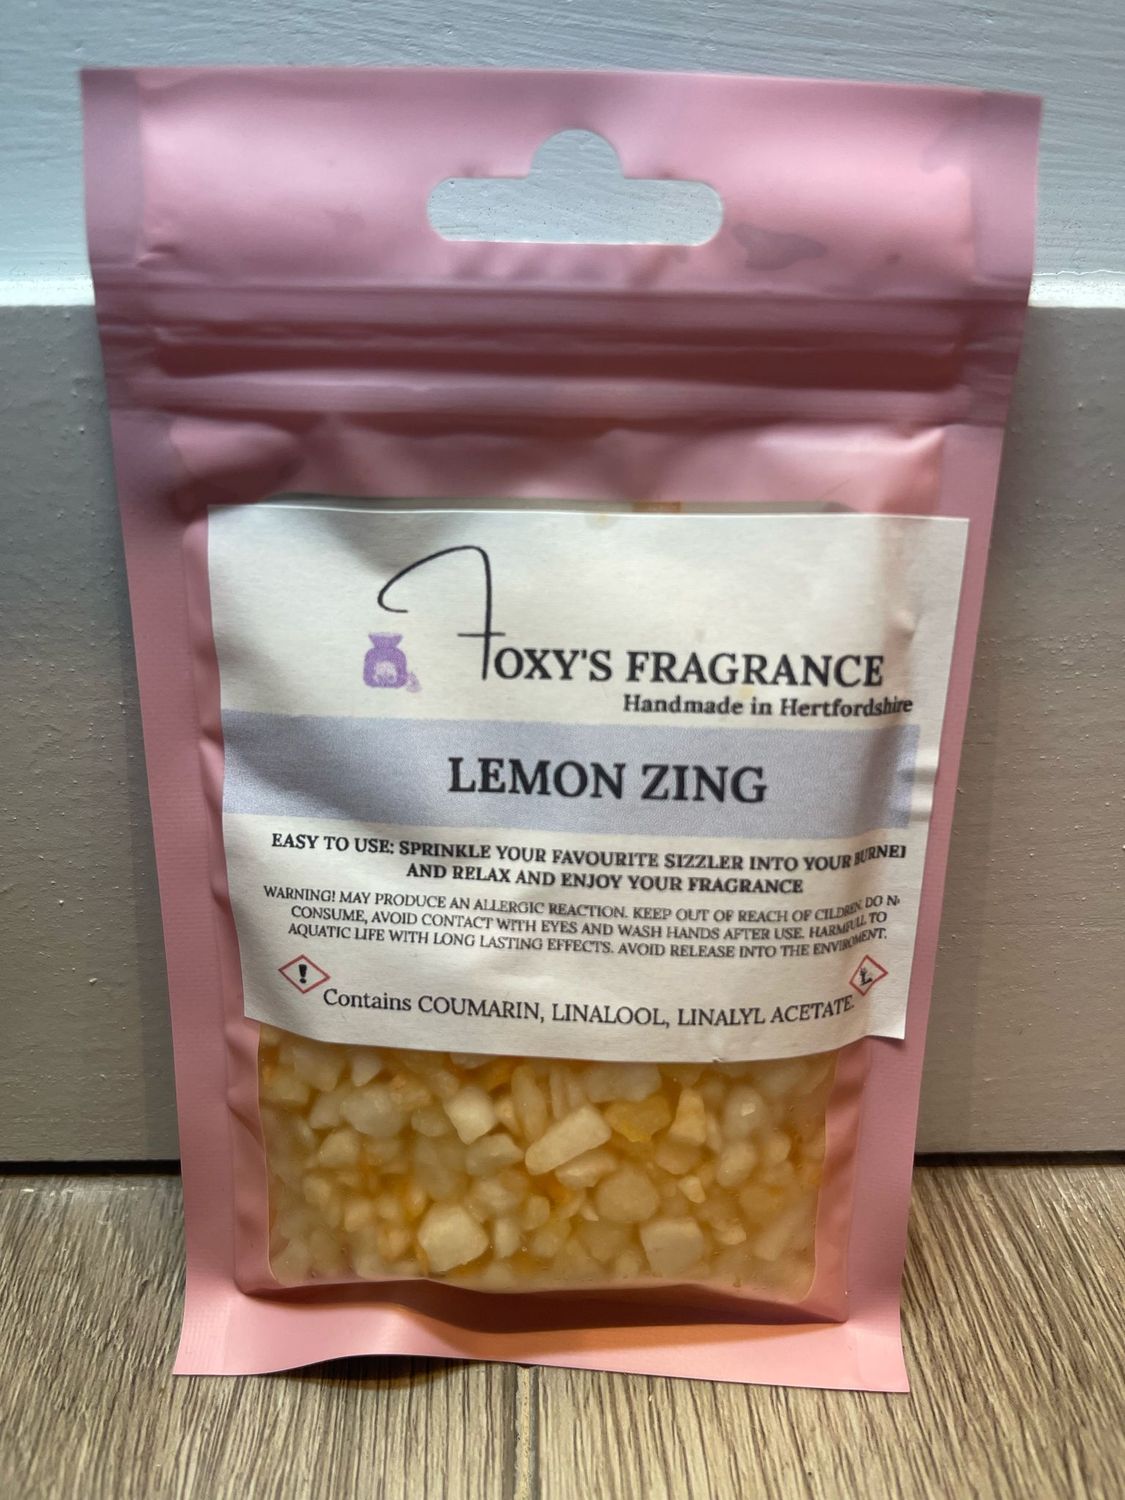 FOXY'S FRAGRANCE
Handmade in Hertfordshire
LEMON ZING
EASY TO USE: SPRINKLE YOUR FAVOURITE SIZZLER INTO YOUR BURNER
AND RELAX AND ENJOY YOUR FRAGRANCE
WARNING! MAY PRODUCE AN ALLERGIC REACTION. KEEP OUT OF REACH OF CILDREN. DO N
CONSUME, AVOID CONTACT WITH EYES AND WASH HANDS AFTER USE. HARMFULL TO
AQUATIC LIFE WITH LONG LASTING EFFECTS. AVOID RELEASE INTO THE ENVIROMENT.
Contains COUMARIN, LINALOOL, LINALYL ACETATE.